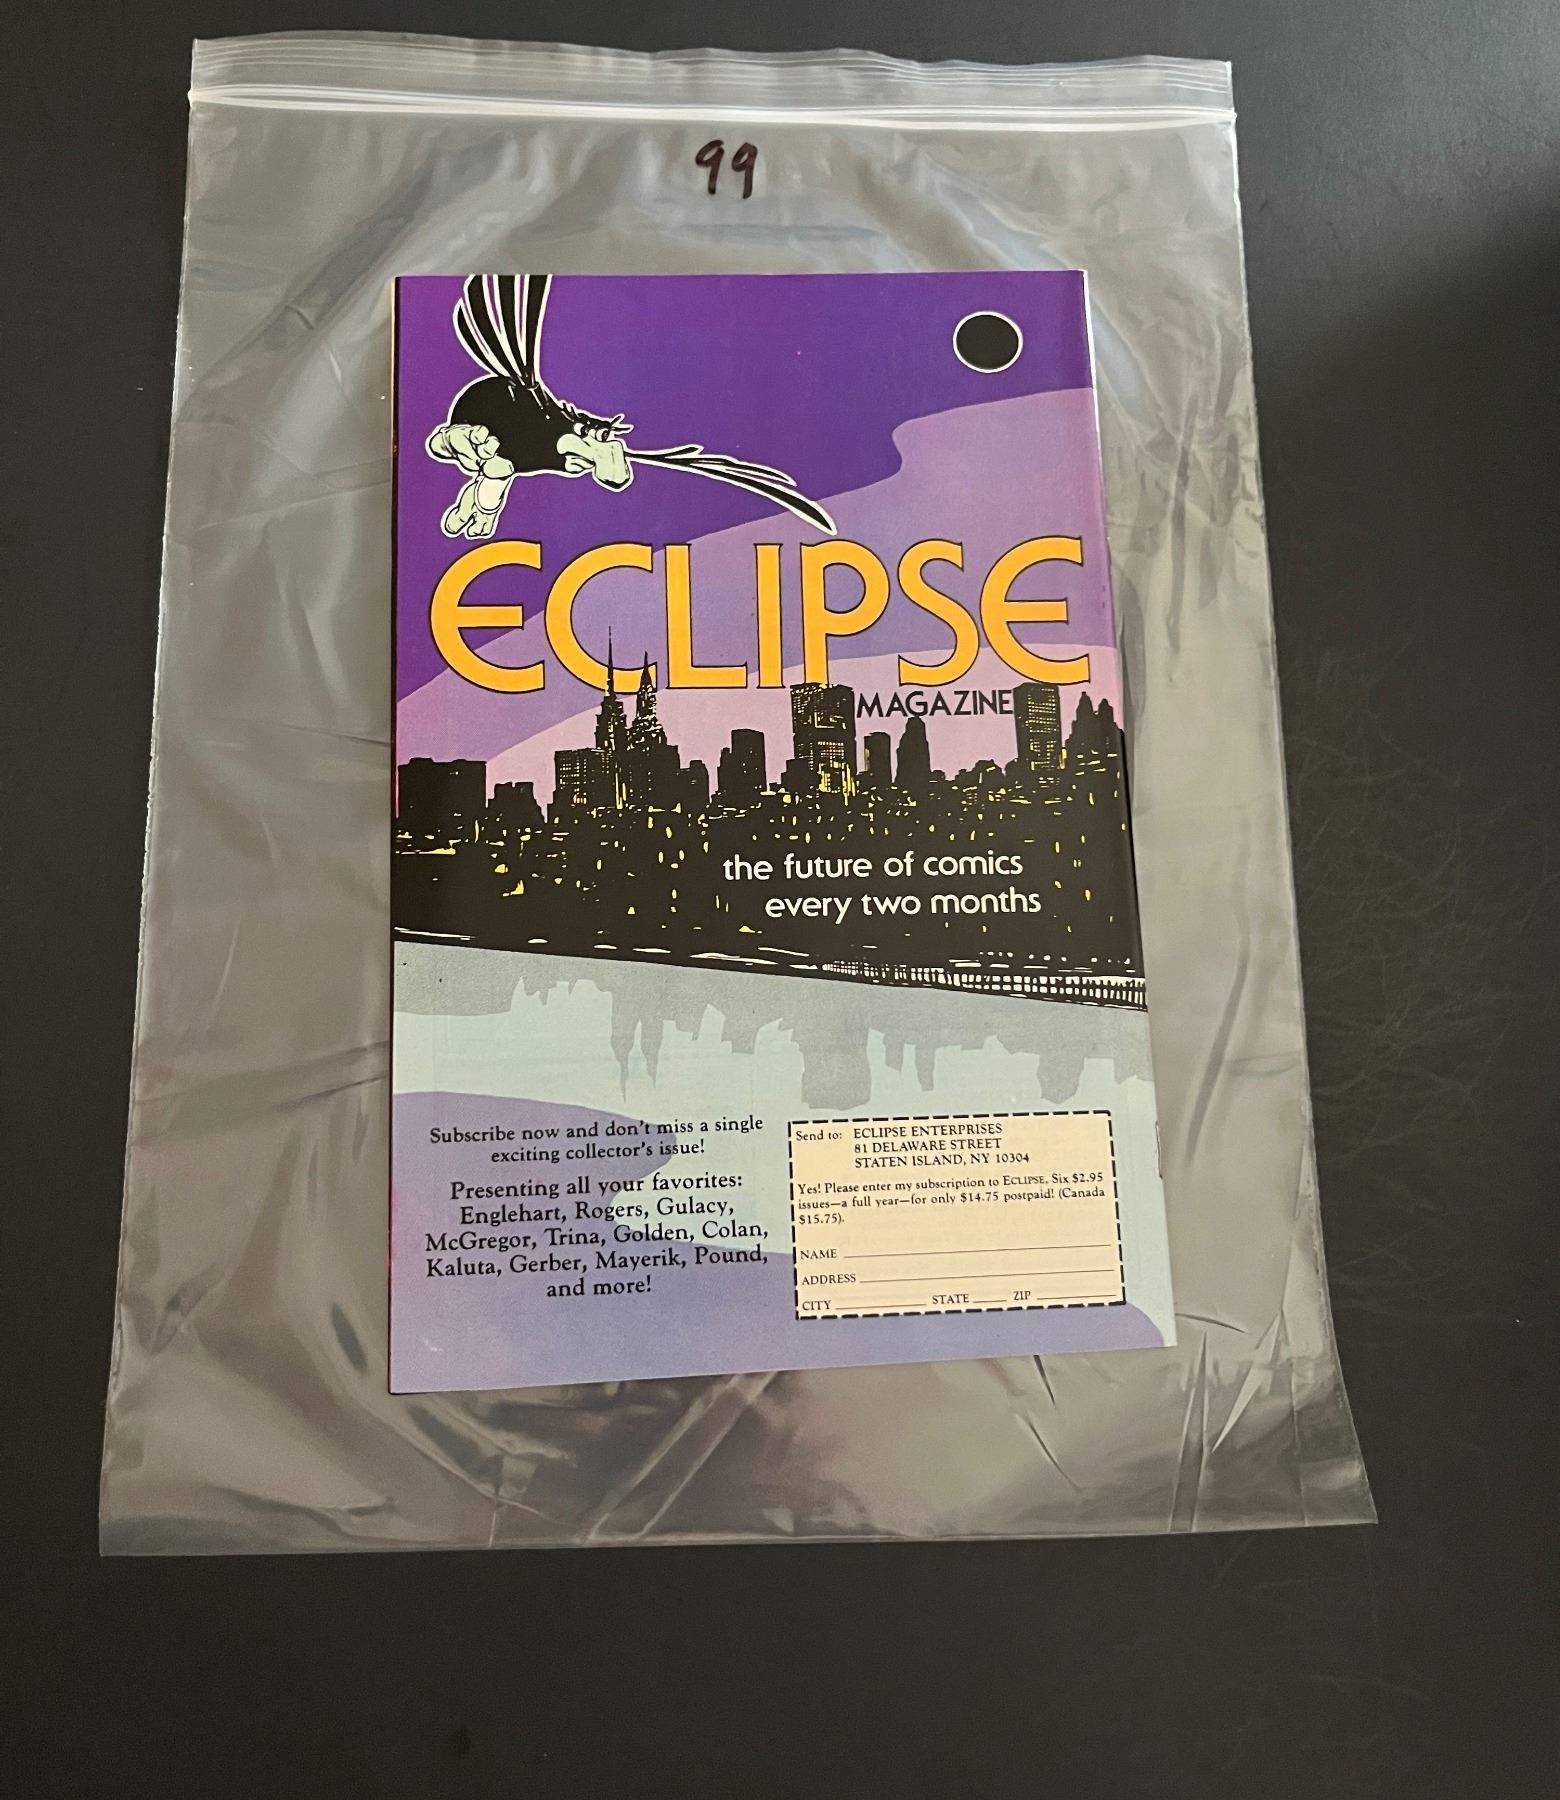 99
ECLIPSE
MAGAZINE
the future of comics
every two months
Subscribe now and don't miss a single
exciting collector's issue!
Presenting all your favorites:
Englehart, Rogers, Gulacy,
McGregor, Trina, Golden, Colan,
Kaluta, Gerber, Mayerik, Pound,
and more!
Send to: ECLIPSE ENTERPRISES
81 DELAWARE STREET
STATEN ISLAND, NY 10304
Yes! Please enter my subscription to ECLIPSE. Six $2.95
issues—a full year—for only $14.75 postpaid! (Canada
$15.75).
NAME
ADDRESS
CITY STATE ZIP